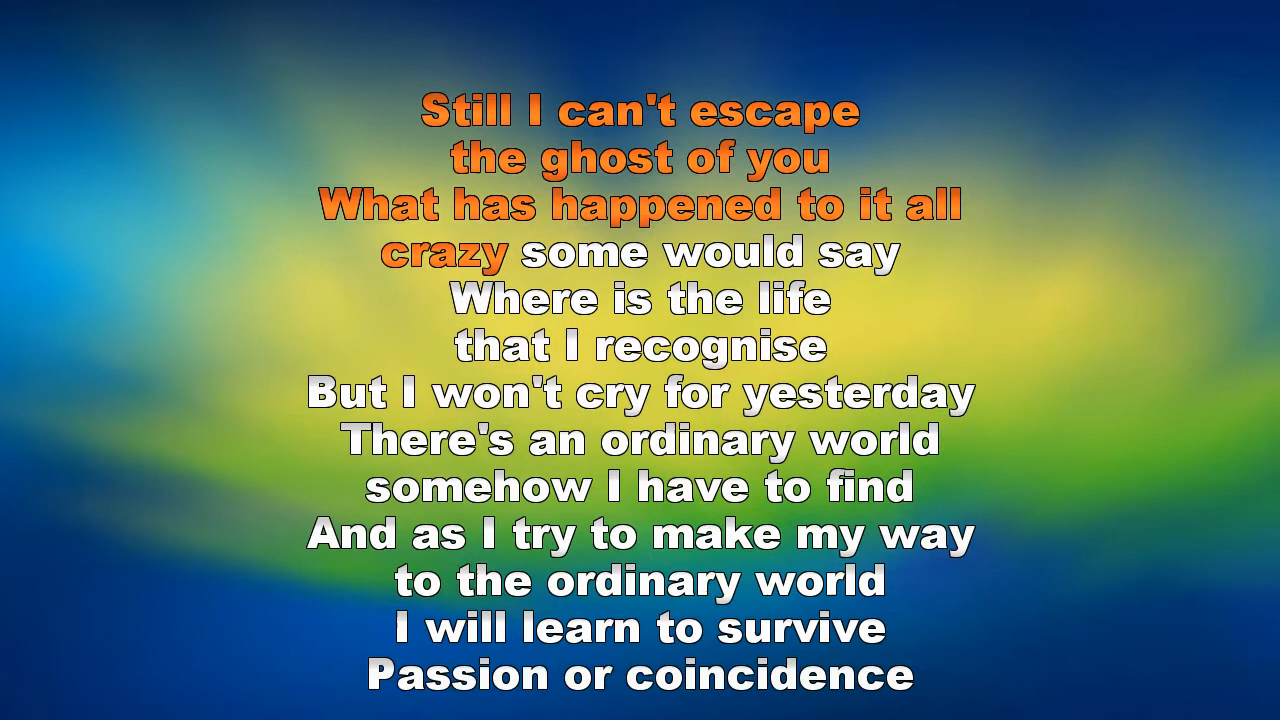 Still I can't escape
the ghost of you
What has happened to it all
crazy some would say
Where is the life
that I recognise
But I won't cry for yesterday
There's an ordinary world
somehow I have to find
And as I try to make my way
to the ordinary world
I will learn to survive
Passion or coincidence